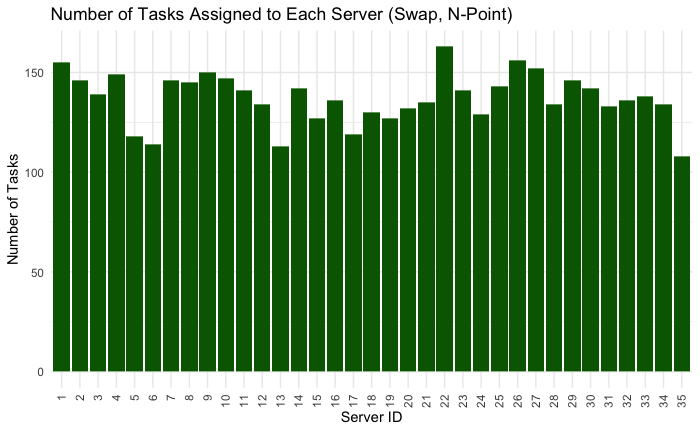 Number of Tasks Assigned to Each Server (Swap, N-Point)
Number of Tasks
150
100
50
0
1 2 3 4 5 6 7 8 9 10 11 12 13 14 15 16 17 18 19 20 21 22 23 24 25 26 27 28 29 30 31 32 33 34 35
Server ID